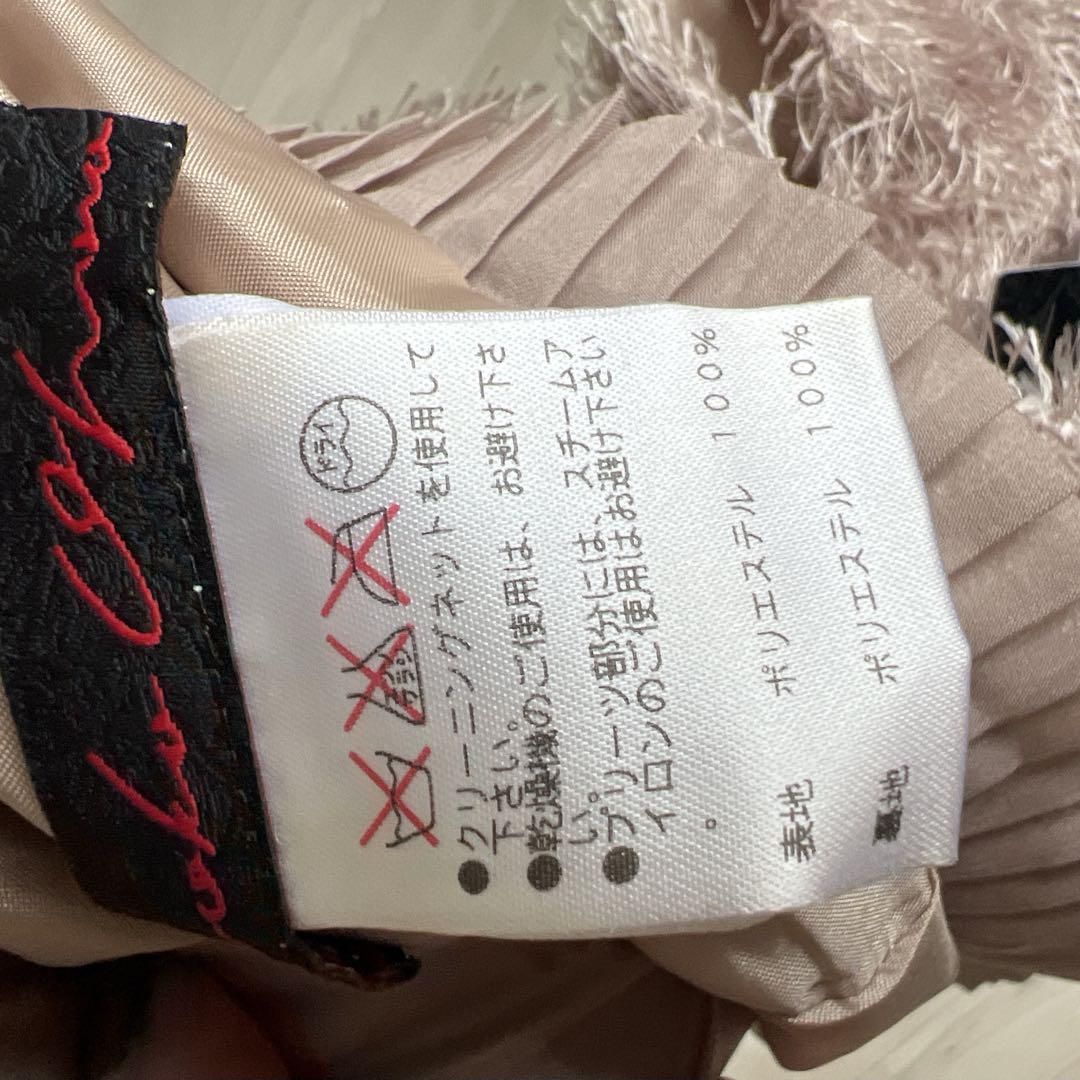 エンソ
ドライ
●クリーニングネットを使用して
下さい。
●乾燥機のご使用は、お避け下さ
い。
●プリーツ部分には、スチームア
イロンのご使用はお避け下さい
。
表地 ポリエステル 100%
裏地 ポリエステル 100%